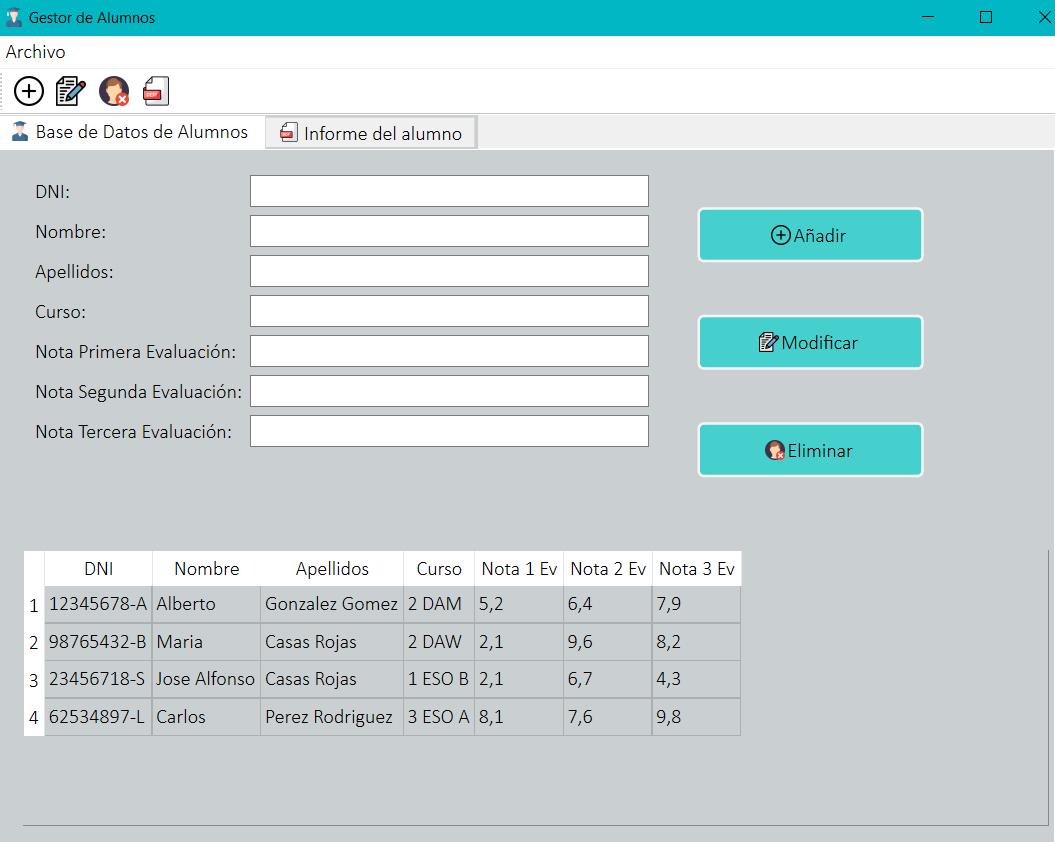 Gestor de Alumnos
Archivo
Base de Datos de Alumnos Informe del alumno
DNI:
Nombre:
Apellidos:
Curso:
Nota Primera Evaluación:
Nota Segunda Evaluación:
Nota Tercera Evaluación:
Añadir
Modificar
Eliminar
DNI Nombre Apellidos Curso Nota 1 Ev Nota 2 Ev Nota 3 Ev
1 12345678-A Alberto Gonzalez Gomez 2 DAM 5,2 6,4 7,9
2 98765432-B Maria Casas Rojas 2 DAW 2,1 9,6 8,2
3 23456718-S Jose Alfonso Casas Rojas 1 ESO B 2,1 6,7 4,3
4 62534897-L Carlos Perez Rodriguez 3 ESO A 8,1 7,6 9,8